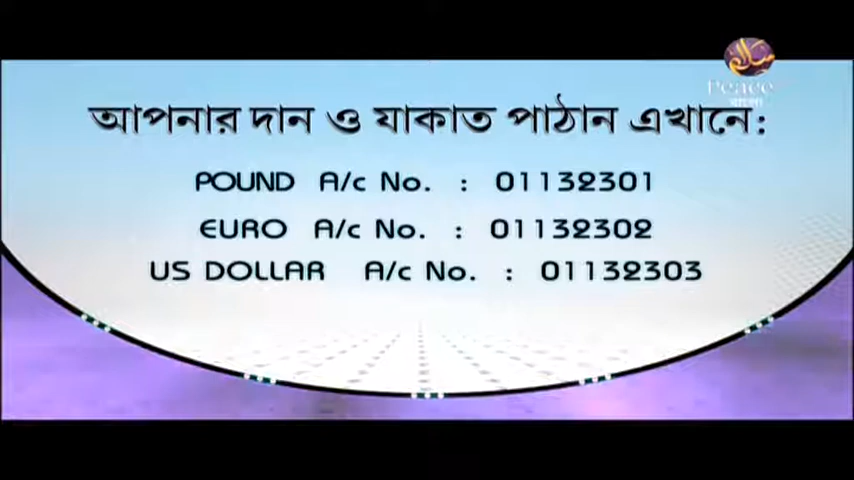 Peace
বাংলা
আপনার দান ও যাকাত পাঠান এখানে:
POUND A/c No. : 01132301
EURO A/c No. : 01132302
US DOLLAR A/c No. : 01132303